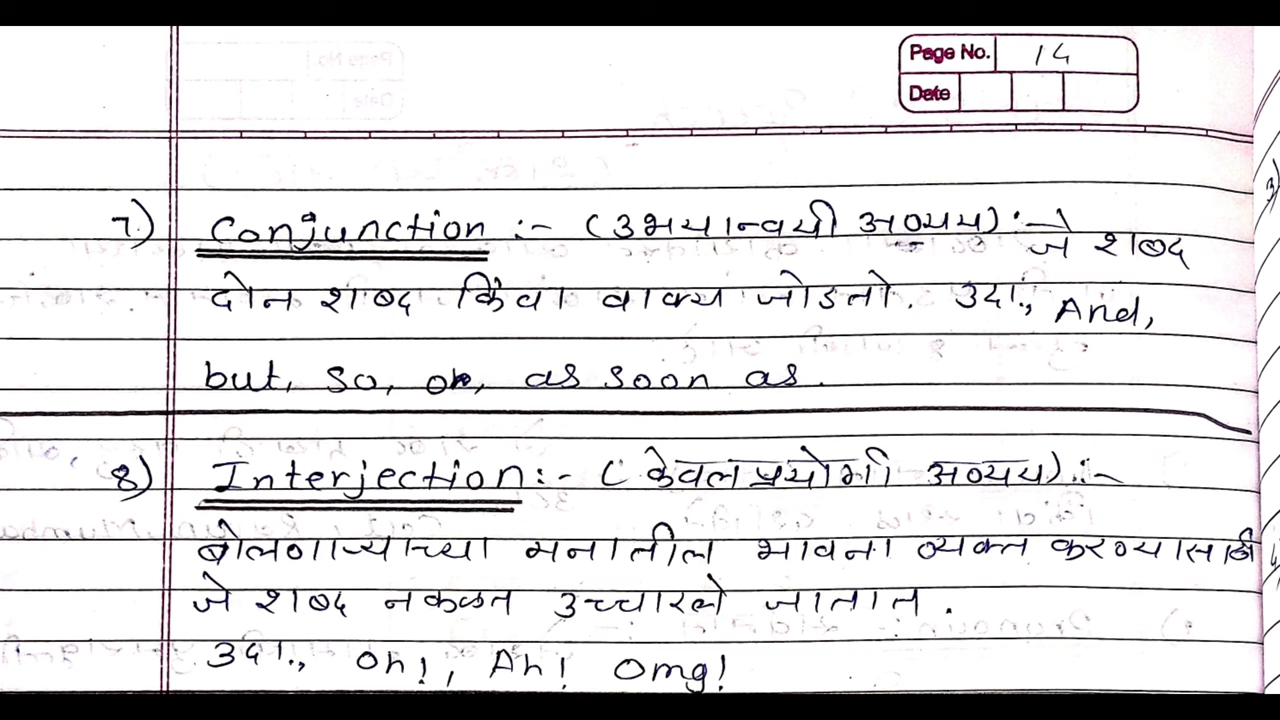 Page No. 14
Date
7) Conjunction :- (उभयान्वयी अव्यय) :- जे शब्द
दोन शब्द किंवा वाक्य जोडतो. उदा., And,
but, so, or, as soon as.
8) Interjection :- (केवलप्रयोगी अव्यय) :-
बोलणाऱ्याच्या मनातील भावना व्यक्त करण्यासाठी
जे शब्द नकळत उच्चारले जातात.
उदा., Oh!, Ah! Omg!